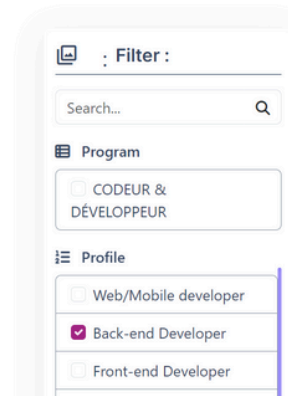 : Filter :
Search...
Program
CODEUR &
DÉVELOPPEUR
Profile
Web/Mobile developer
Back-end Developer
Front-end Developer